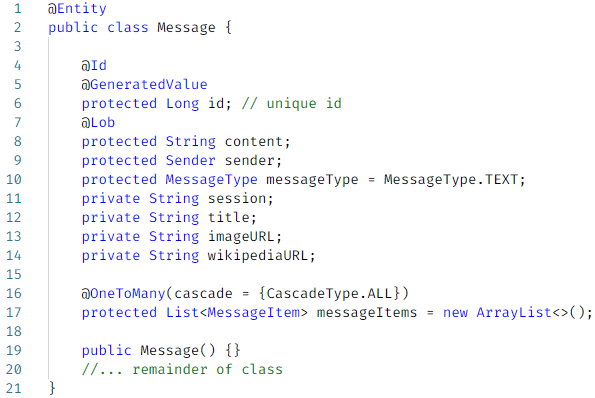 1 @Entity
2 public class Message {
3
4     @Id
5     @GeneratedValue
6     protected Long id; // unique id
7     @Lob
8     protected String content;
9     protected Sender sender;
10     protected MessageType messageType = MessageType.TEXT;
11     private String session;
12     private String title;
13     private String imageURL;
14     private String wikipediaURL;
15
16     @OneToMany(cascade = {CascadeType.ALL})
17     protected List<MessageItem> messageItems = new ArrayList<>();
18
19     public Message() {}
20     //... remainder of class
21 }